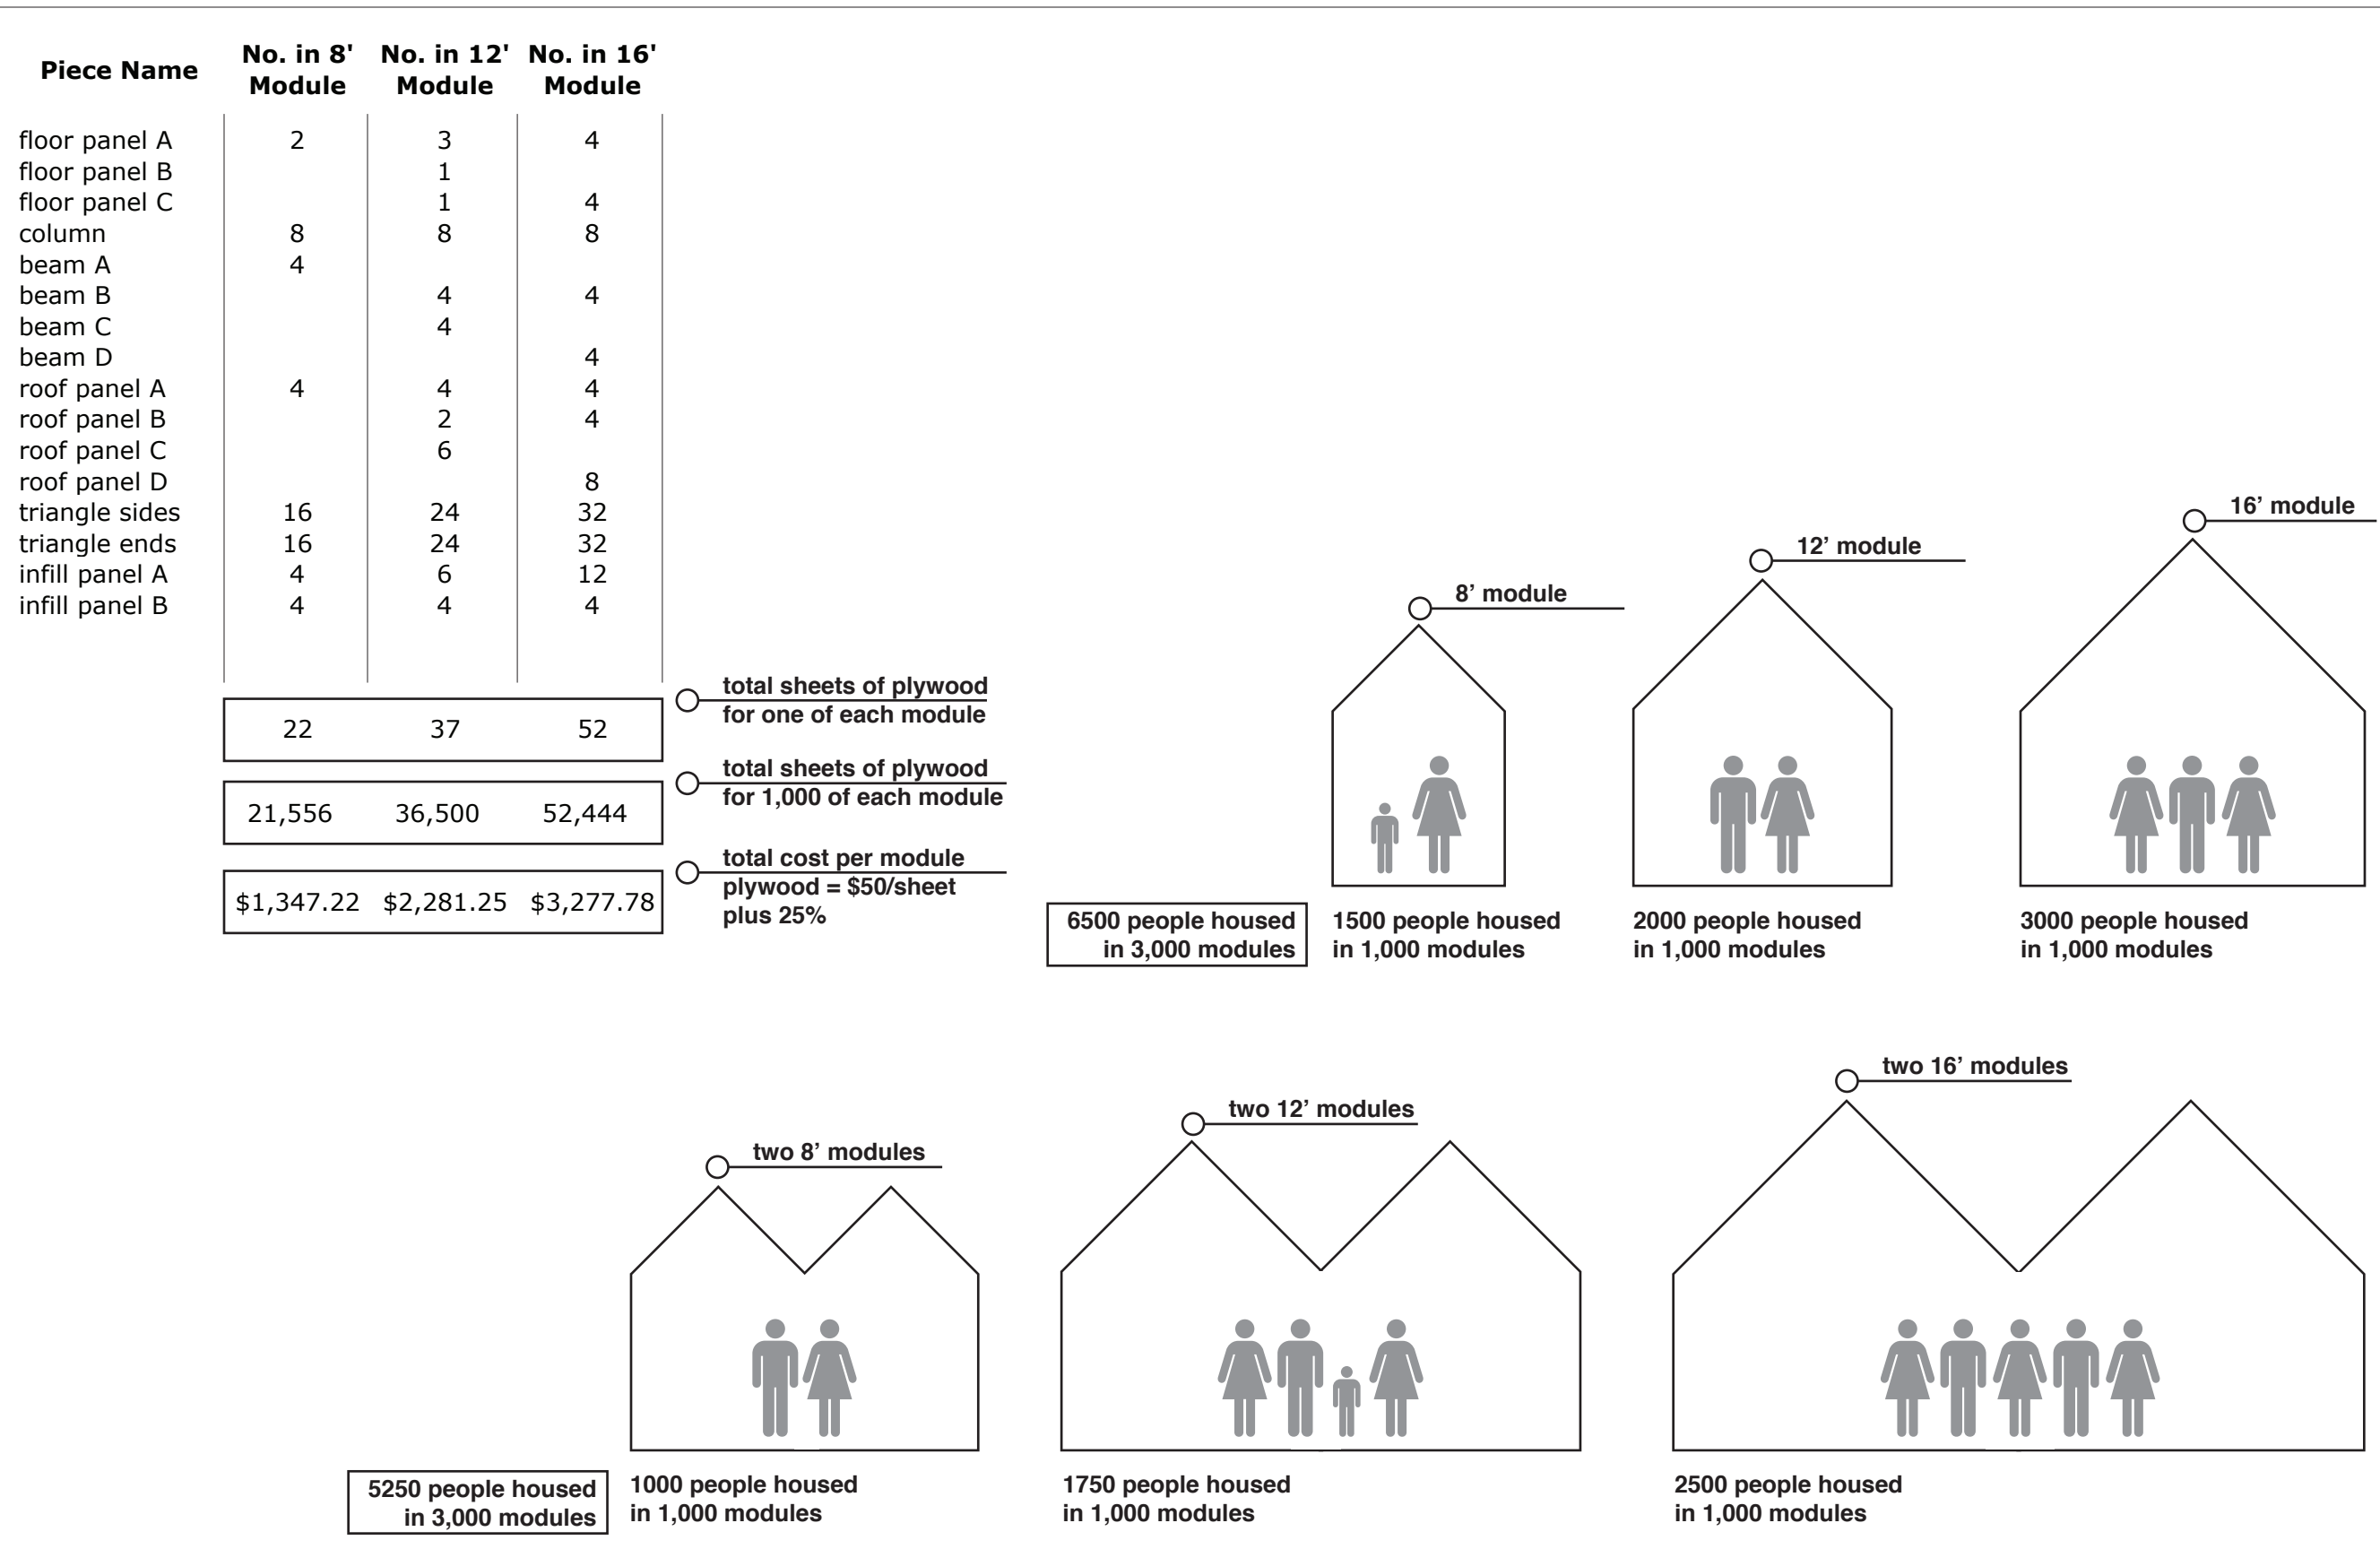 Piece Name No. in 8' Module No. in 12' Module No. in 16' Module
floor panel A 2 3 4
floor panel B 1
floor panel C 1 4
column 8 8 8
beam A 4
beam B 4 4
beam C 4
beam D 4
roof panel A 4 4 4
roof panel B 2 4
roof panel C 6
roof panel D 8
triangle sides 16 24 32
triangle ends 16 24 32
infill panel A 4 6 12
infill panel B 4 4 4
22 37 52
total sheets of plywood
for one of each module
21,556 36,500 52,444
total sheets of plywood
for 1,000 of each module
$1,347.22 $2,281.25 $3,277.78
total cost per module
plywood = $50/sheet
plus 25%
8’ module
12’ module
16’ module
6500 people housed
in 3,000 modules
1500 people housed
in 1,000 modules
2000 people housed
in 1,000 modules
3000 people housed
in 1,000 modules
two 8’ modules
two 12’ modules
two 16’ modules
5250 people housed
in 3,000 modules
1000 people housed
in 1,000 modules
1750 people housed
in 1,000 modules
2500 people housed
in 1,000 modules